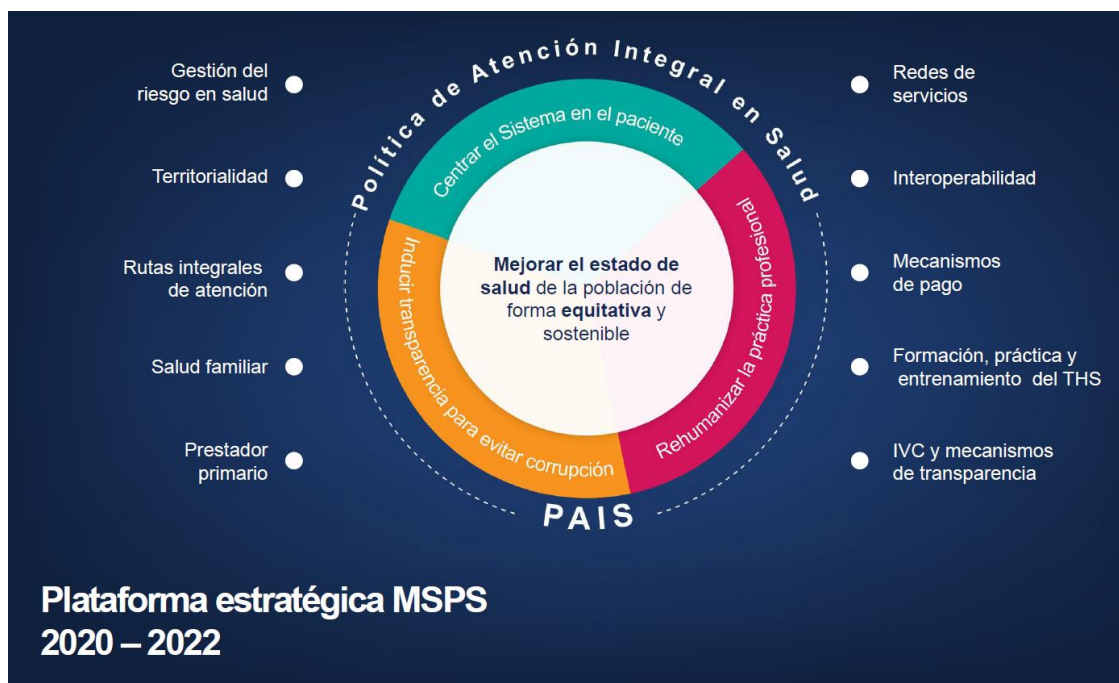 Política de Atención Integral en Salud
Centrar el Sistema en el paciente
Rehumanizar la práctica profesional
Inducir transparencia para evitar corrupción
Mejorar el estado de
salud de la población de
forma equitativa y
sostenible
PAIS
Gestión del
riesgo en salud
Territorialidad
Rutas integrales
de atención
Salud familiar
Prestador
primario
Redes de
servicios
Interoperabilidad
Mecanismos
de pago
Formación, práctica y
entrenamiento del THS
IVC y mecanismos
de transparencia
Plataforma estratégica MSPS
2020 – 2022